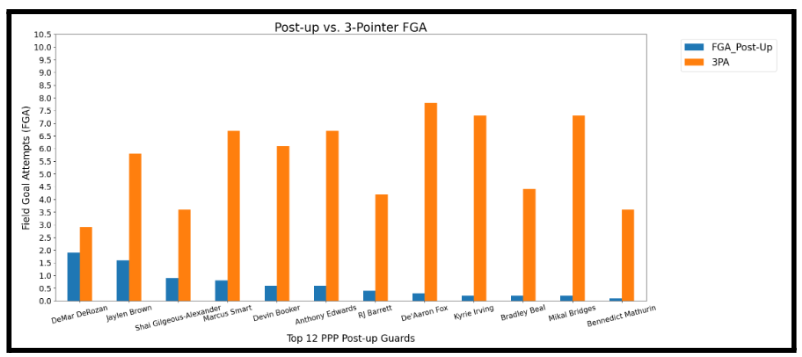 Post-up vs. 3-Pointer FGA
FGA_Post-Up
3PA
Field Goal Attempts (FGA)
10.5
10.0
9.5
9.0
8.5
8.0
7.5
7.0
6.5
6.0
5.5
5.0
4.5
4.0
3.5
3.0
2.5
2.0
1.5
1.0
0.5
0.0
DeMar DeRozan
Jaylen Brown
Shai Gilgeous-Alexander
Marcus Smart
Devin Booker
Anthony Edwards
RJ Barrett
De'Aaron Fox
Kyrie Irving
Bradley Beal
Mikal Bridges
Bennedict Mathurin
Top 12 PPP Post-up Guards